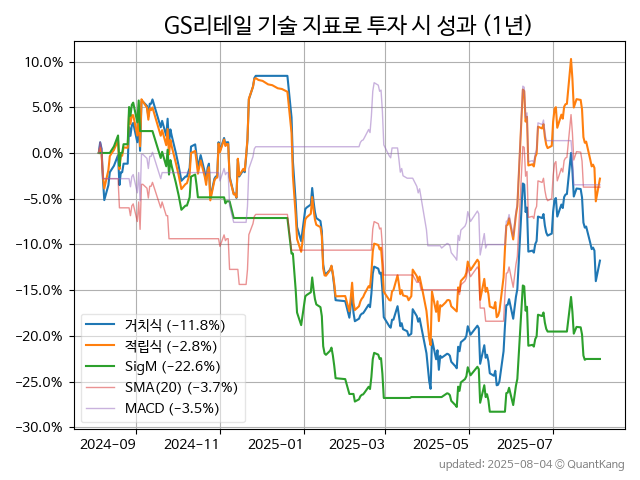 GS리테일 기술 지표로 투자 시 성과 (1년)
10.0%
5.0%
0.0%
−5.0%
−10.0%
−15.0%
−20.0%
−25.0%
−30.0%
거치식 (−11.8%)
적립식 (−2.8%)
SigM (−22.6%)
SMA(20) (−3.7%)
MACD (−3.5%)
2024−09 2024−11 2025−01 2025−03 2025−05 2025−07
updated: 2025-08-04 © QuantKang